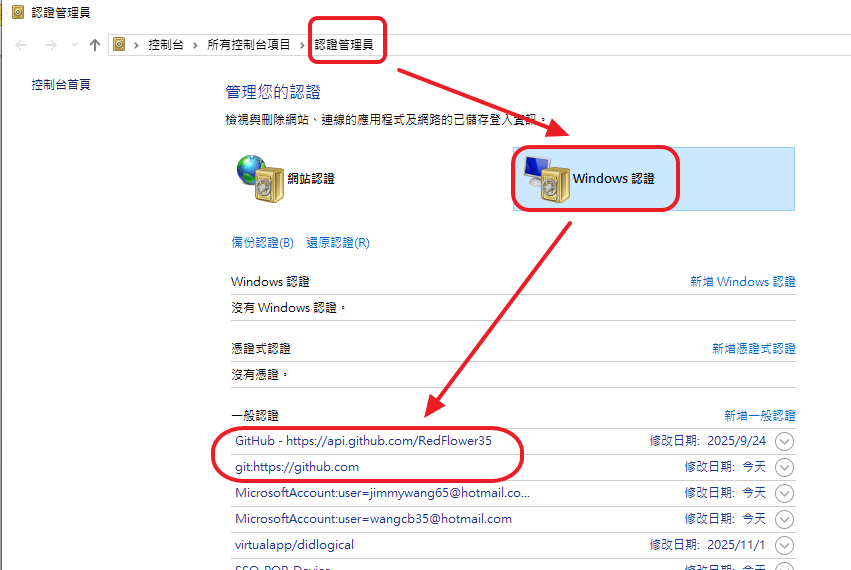 認證管理員
控制台 > 所有控制台項目 > 認證管理員
控制台首頁
管理您的認證
檢視與刪除網站、連線的應用程式及網路的已儲存登入資訊。
網站認證
Windows 認證
備份認證(B) 還原認證(R)
Windows 認證 新增 Windows 認證
沒有 Windows 認證。
憑證式認證 新增憑證式認證
沒有憑證。
一般認證 新增一般認證
GitHub - https://api.github.com/RedFlower35 修改日期: 2025/9/24
git:https://github.com 修改日期: 今天
MicrosoftAccount:user=jimmywang65@hotmail.co... 修改日期: 今天
MicrosoftAccount:user=wangcb35@hotmail.com 修改日期: 今天
virtualapp/didlogical 修改日期: 2025/11/1
SSO_POP_Device 修改日期: 今天